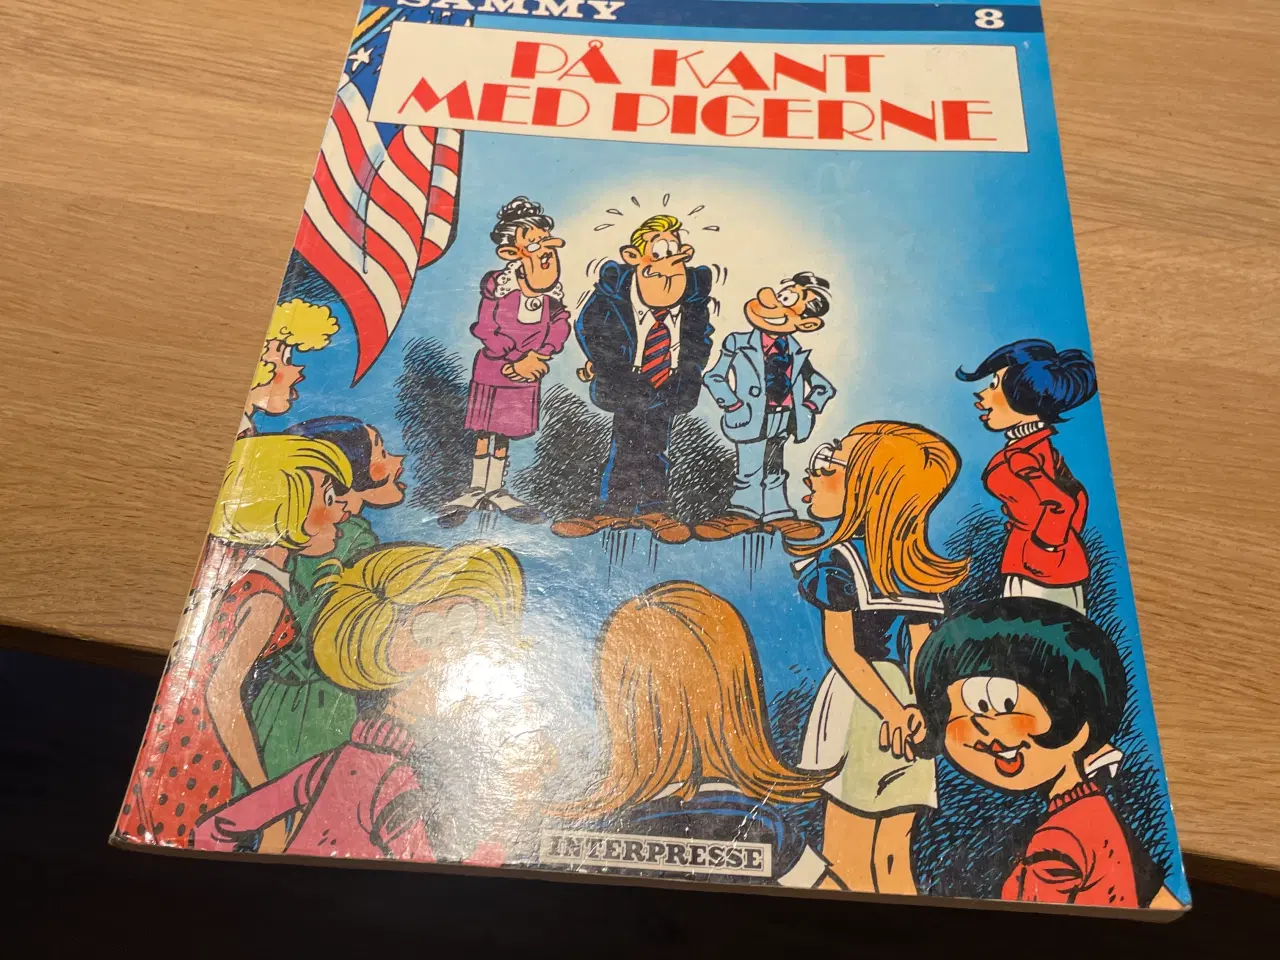 SAMMY 8
PÅ KANT
MED PIGERNE
INTERPRESSE